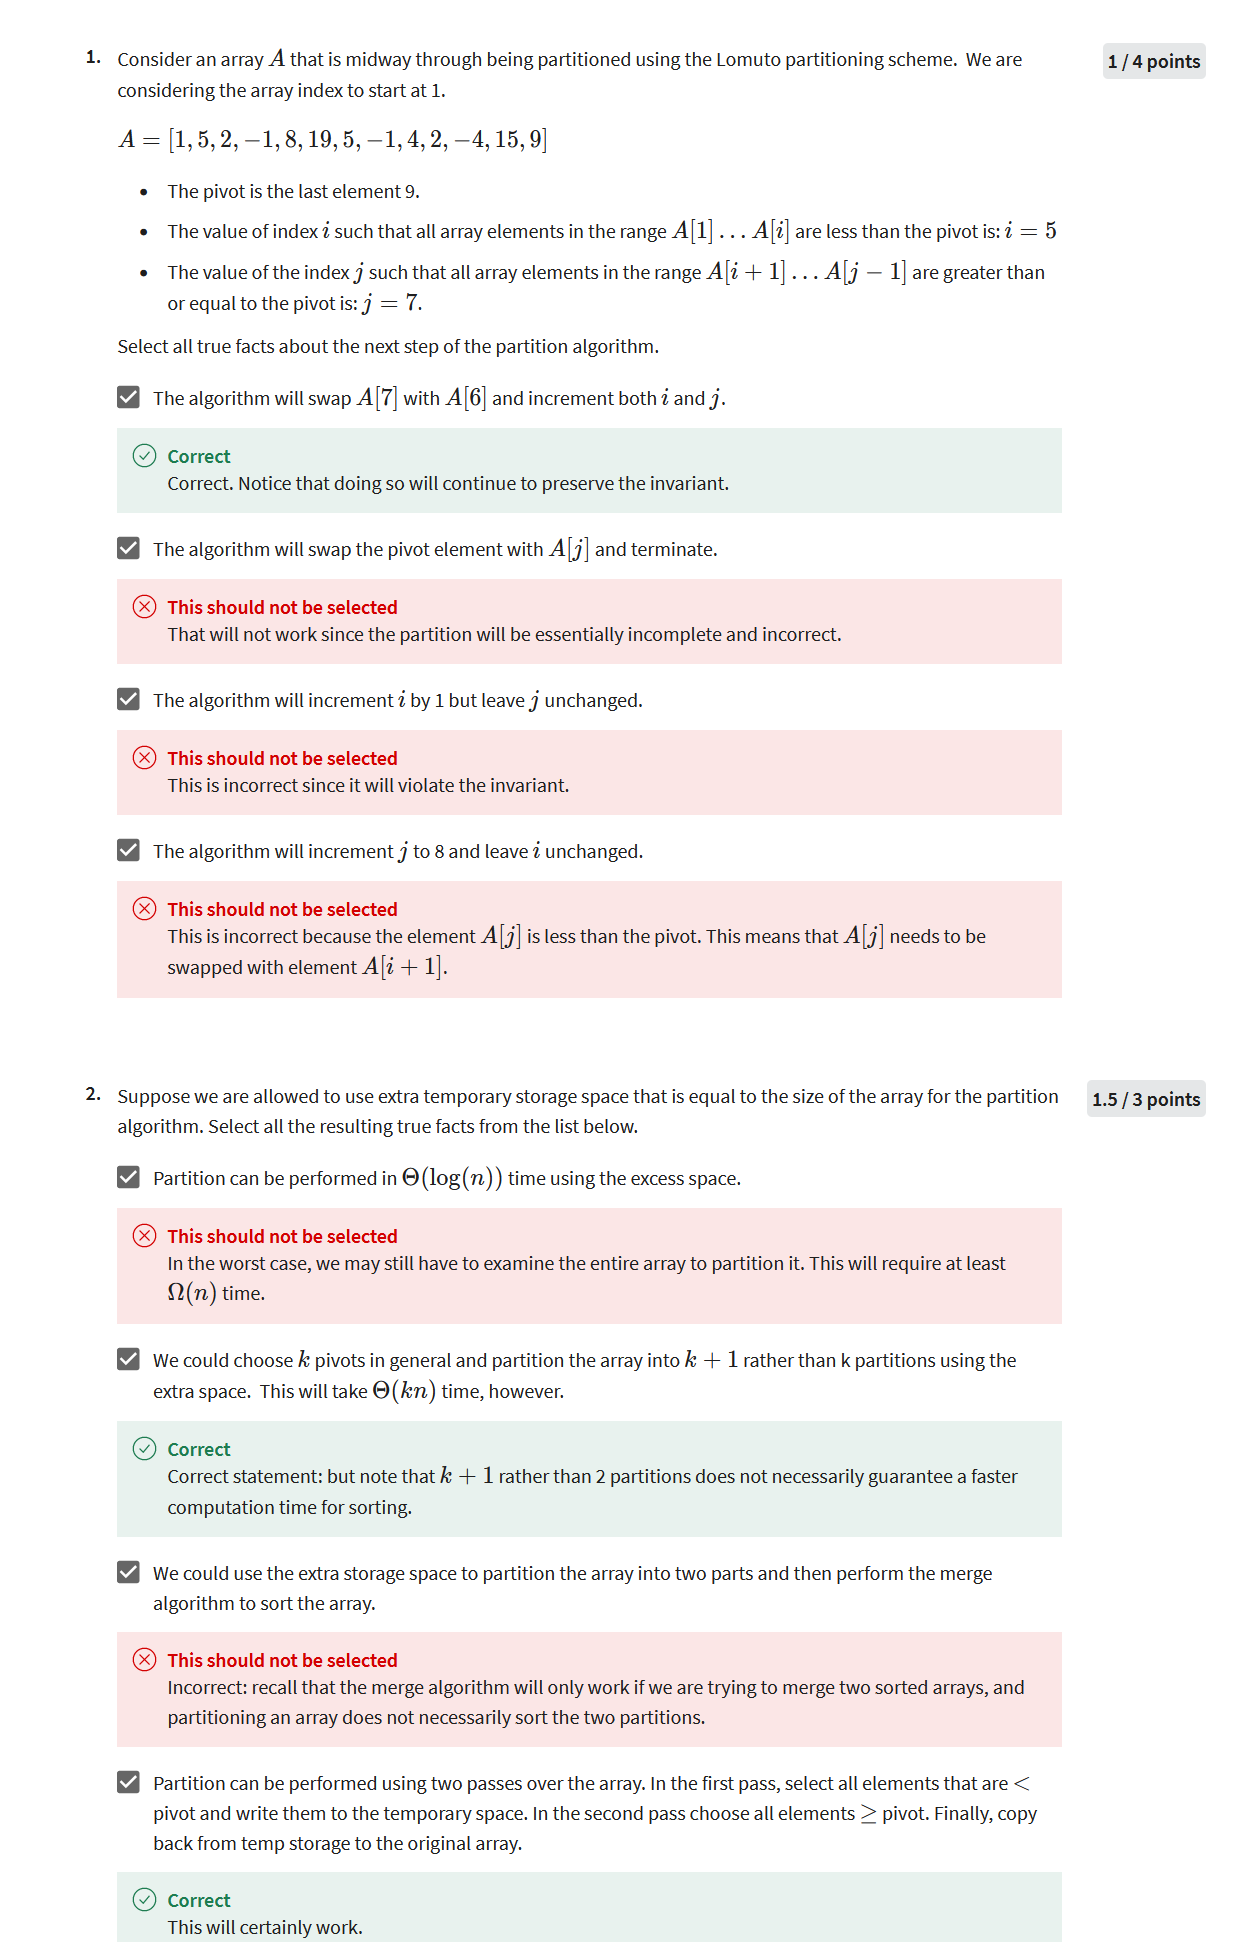 1. Consider an array A that is midway through being partitioned using the Lomuto partitioning scheme. We are
1 / 4 points
considering the array index to start at 1.
A = [1, 5, 2, −1, 8, 19, 5, −1, 4, 2, −4, 15, 9]
• The pivot is the last element 9.
• The value of index i such that all array elements in the range A[1] … A[i] are less than the pivot is: i = 5
• The value of the index j such that all array elements in the range A[i + 1] … A[j − 1] are greater than
or equal to the pivot is: j = 7.
Select all true facts about the next step of the partition algorithm.
The algorithm will swap A[7] with A[6] and increment both i and j.
Correct
Correct. Notice that doing so will continue to preserve the invariant.
The algorithm will swap the pivot element with A[j] and terminate.
This should not be selected
That will not work since the partition will be essentially incomplete and incorrect.
The algorithm will increment i by 1 but leave j unchanged.
This should not be selected
This is incorrect since it will violate the invariant.
The algorithm will increment j to 8 and leave i unchanged.
This should not be selected
This is incorrect because the element A[j] is less than the pivot. This means that A[j] needs to be
swapped with element A[i + 1].
2. Suppose we are allowed to use extra temporary storage space that is equal to the size of the array for the partition
1.5 / 3 points
algorithm. Select all the resulting true facts from the list below.
Partition can be performed in Θ(log(n)) time using the excess space.
This should not be selected
In the worst case, we may still have to examine the entire array to partition it. This will require at least
Ω(n) time.
We could choose k pivots in general and partition the array into k + 1 rather than k partitions using the
extra space. This will take Θ(kn) time, however.
Correct
Correct statement: but note that k + 1 rather than 2 partitions does not necessarily guarantee a faster
computation time for sorting.
We could use the extra storage space to partition the array into two parts and then perform the merge
algorithm to sort the array.
This should not be selected
Incorrect: recall that the merge algorithm will only work if we are trying to merge two sorted arrays, and
partitioning an array does not necessarily sort the two partitions.
Partition can be performed using two passes over the array. In the first pass, select all elements that are <
pivot and write them to the temporary space. In the second pass choose all elements ≥ pivot. Finally, copy
back from temp storage to the original array.
Correct
This will certainly work.